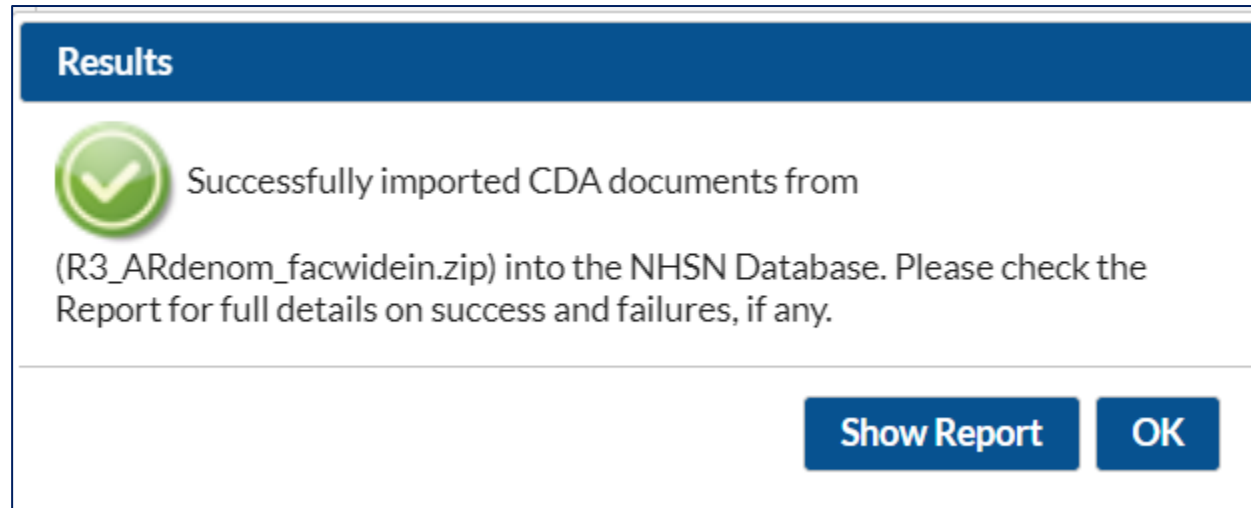 Results
Successfully imported CDA documents from
(R3_ARdenom_facwidein.zip) into the NHSN Database. Please check the
Report for full details on success and failures, if any.
Show Report
OK